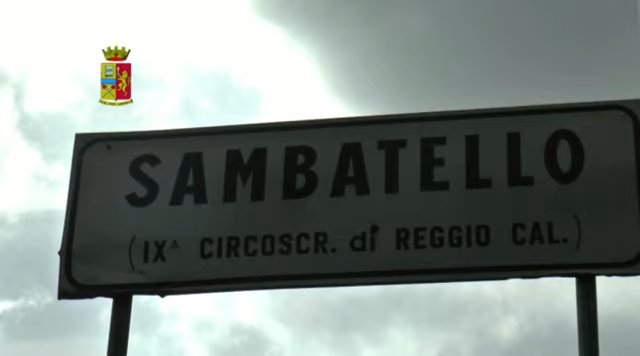 SAMBATELLO
(IXᴬ CIRCOSCR. di REGGIO CAL.)